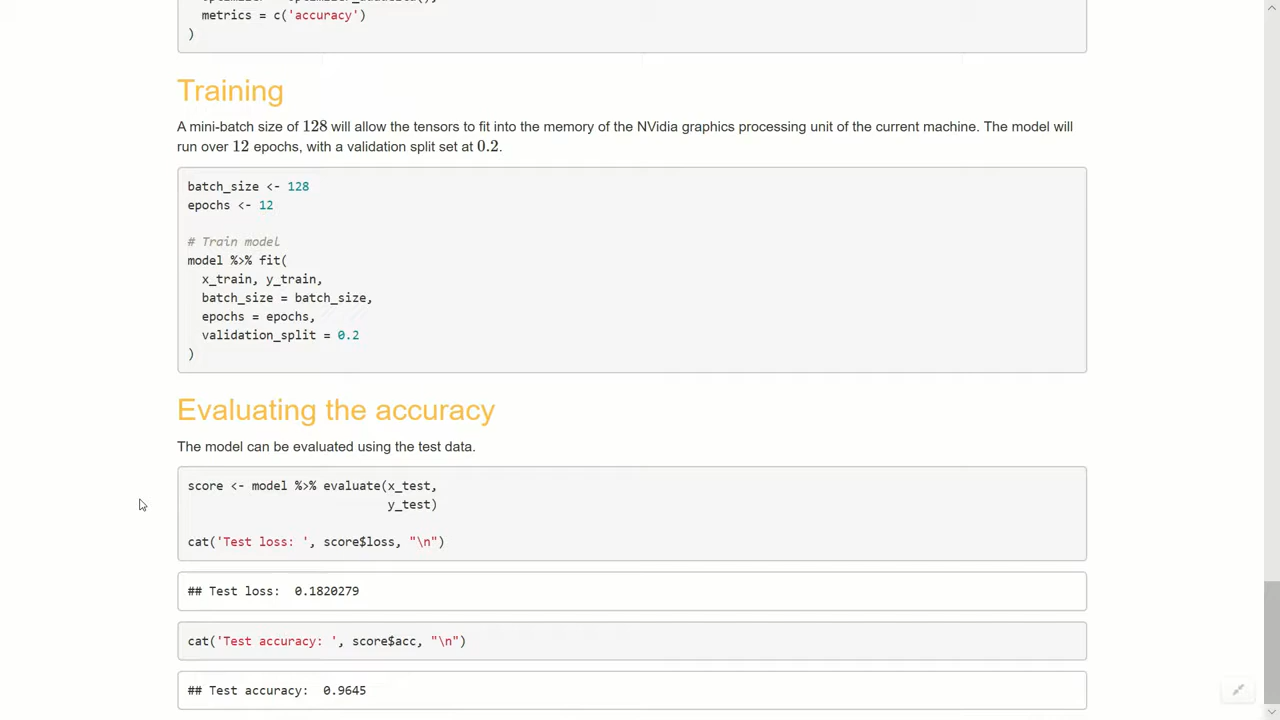 metrics = c('accuracy')
)
Training
A mini-batch size of 128 will allow the tensors to fit into the memory of the NVidia graphics processing unit of the current machine. The model will
run over 12 epochs, with a validation split set at 0.2.
batch_size <- 128
epochs <- 12
# Train model
model %>% fit(
x_train, y_train,
batch_size = batch_size,
epochs = epochs,
validation_split = 0.2
)
Evaluating the accuracy
The model can be evaluated using the test data.
score <- model %>% evaluate(x_test,
y_test)
cat('Test loss: ', score$loss, "\n")
## Test loss:  0.1820279
cat('Test accuracy: ', score$acc, "\n")
## Test accuracy:  0.9645